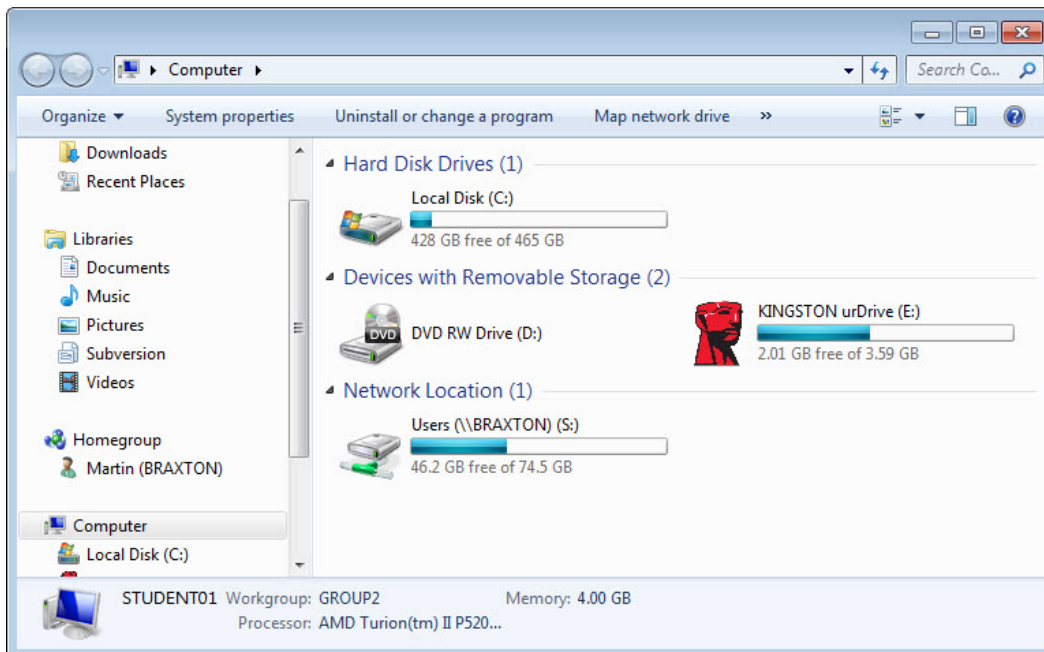 Computer
Search Co...
Organize
System properties
Uninstall or change a program
Map network drive
»
Downloads
Recent Places
Libraries
Documents
Music
Pictures
Subversion
Videos
Homegroup
Martin (BRAXTON)
Computer
Local Disk (C:)
Hard Disk Drives (1)
Local Disk (C:)
428 GB free of 465 GB
Devices with Removable Storage (2)
DVD
DVD RW Drive (D:)
KINGSTON urDrive (E:)
2.01 GB free of 3.59 GB
Network Location (1)
Users (\\BRAXTON) (S:)
46.2 GB free of 74.5 GB
STUDENT01 Workgroup: GROUP2 Memory: 4.00 GB
Processor: AMD Turion(tm) II P520...